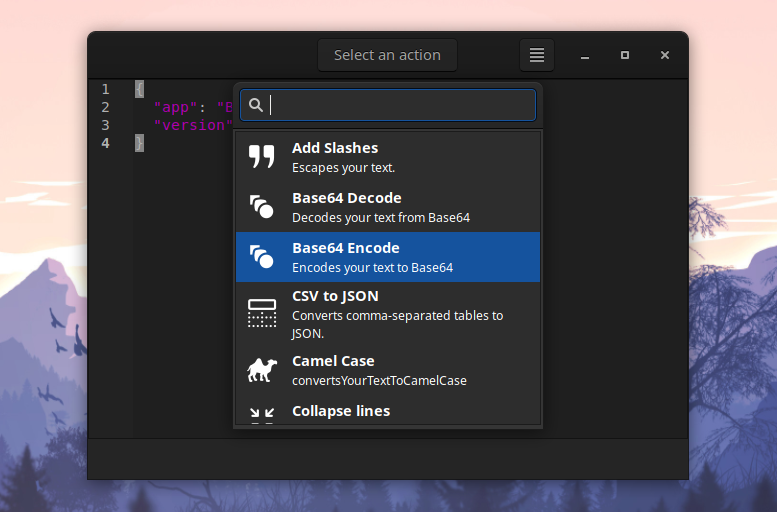 Select an action
1 {
2 "app": "B
3 "version"
4 }
Add Slashes
Escapes your text.
Base64 Decode
Decodes your text from Base64
Base64 Encode
Encodes your text to Base64
CSV to JSON
Converts comma-separated tables to
JSON.
Camel Case
convertsYourTextToCamelCase
Collapse lines